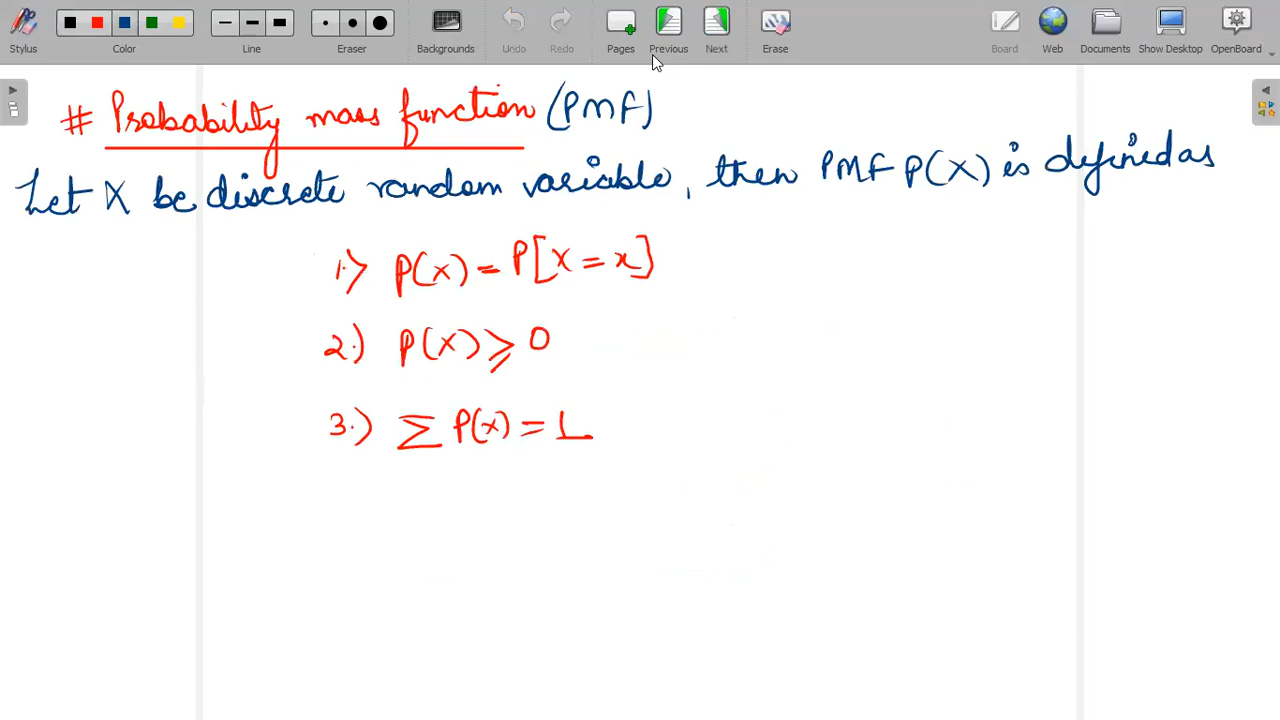 Stylus Color Line Eraser Backgrounds Undo Redo Pages Previous Next Erase Board Web Documents Show Desktop OpenBoard
# Probability mass function (PMF)
Let X be discrete random variable, then PMF P(X) is defined as
1.) P(x) = P[X = x]
2.) P(X) ⩾ 0
3.) ∑ P(x) = 1